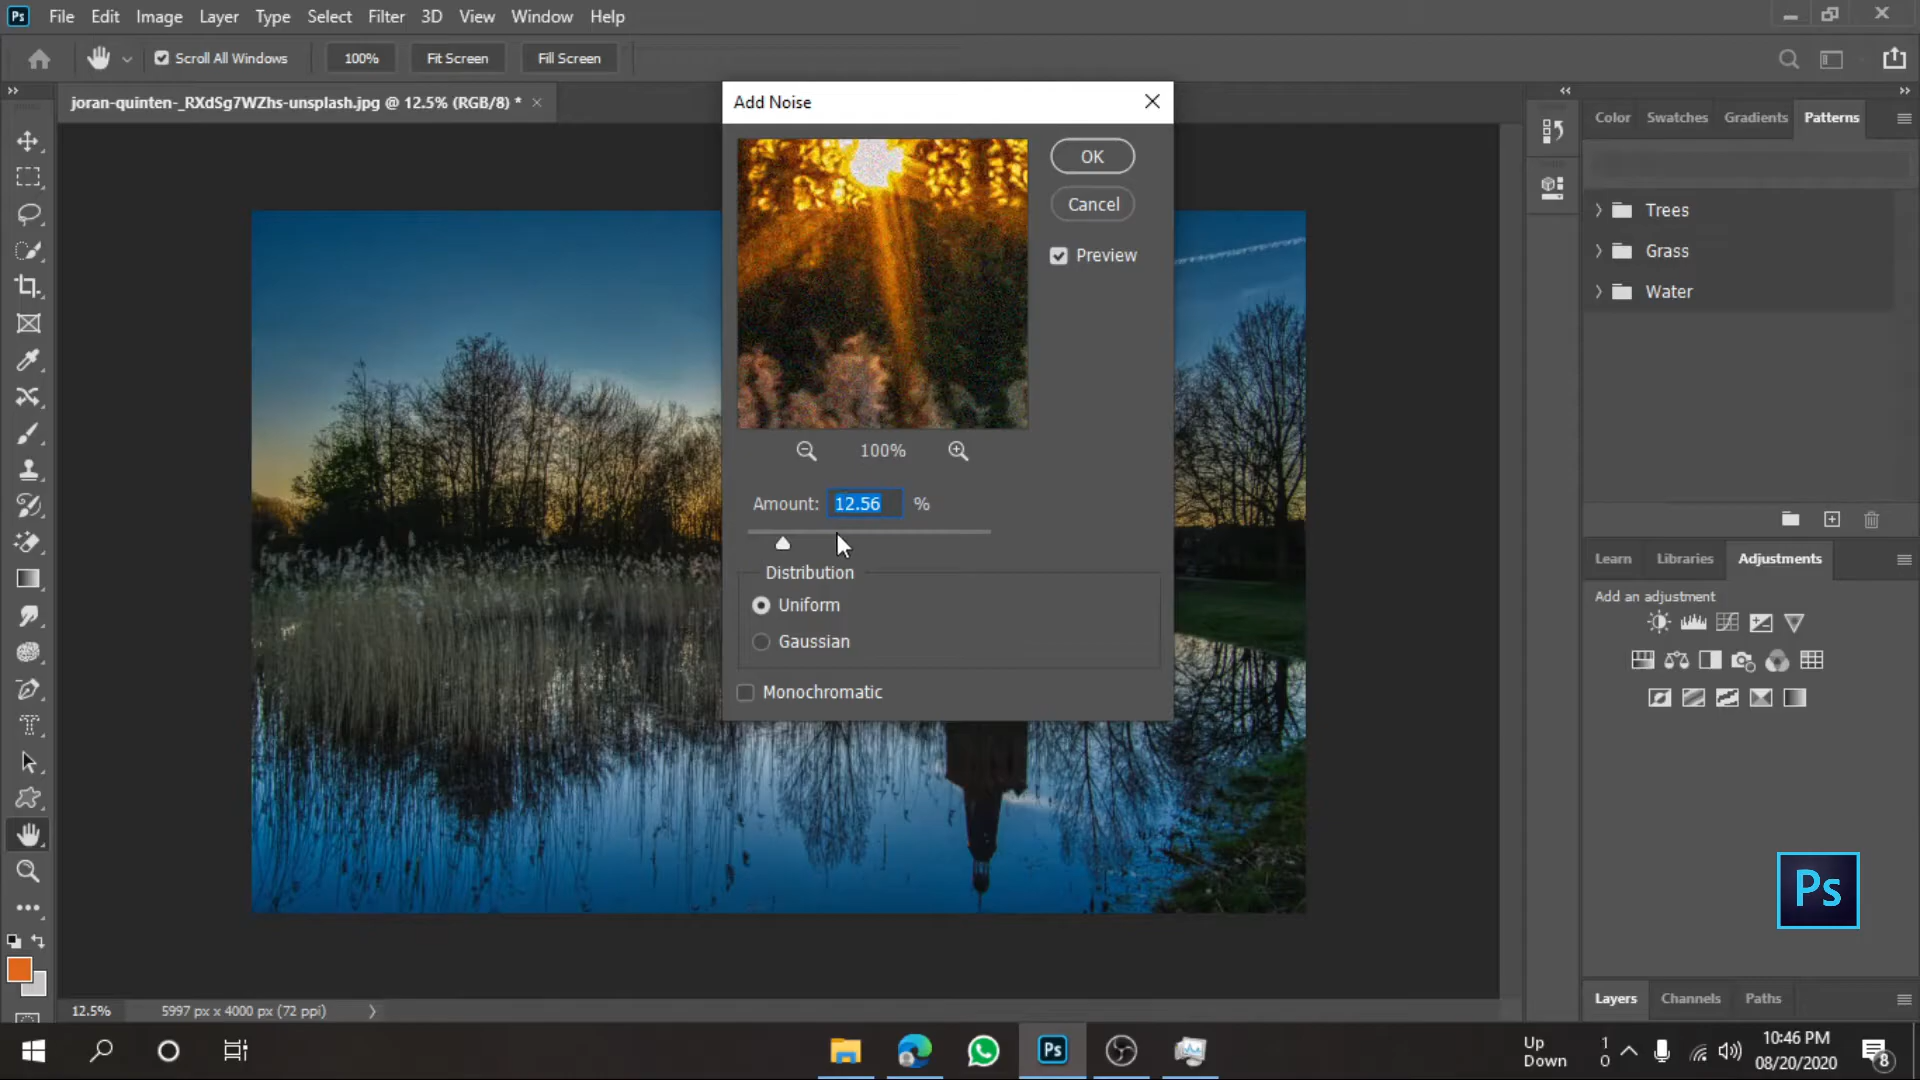 Ps File Edit Image Layer Type Select Filter 3D View Window Help
Scroll All Windows 100% Fit Screen Fill Screen
joran-quinten-_RXdSg7WZhs-unsplash.jpg @ 12.5% (RGB/8) *
Add Noise
OK
Cancel
Preview
100%
Amount: 12.56 %
Distribution
Uniform
Gaussian
Monochromatic
Color Swatches Gradients Patterns
Trees
Grass
Water
Learn Libraries Adjustments
Add an adjustment
Ps
Layers Channels Paths
12.5% 5997 px x 4000 px (72 ppi)
Ps
Up 1
Down 0
10:46 PM
08/20/2020
8